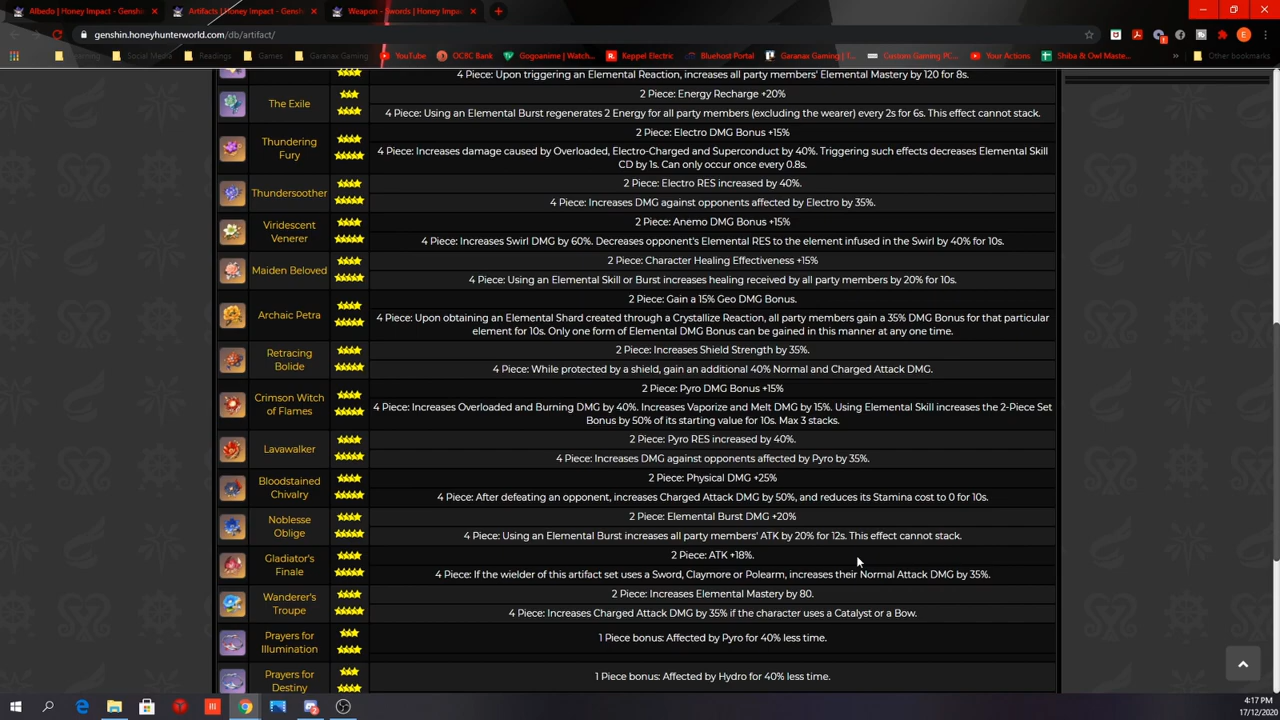 Albedo | Honey Impact - Gensh
Artifacts | Honey Impact - Genshi
Weapon - Swords | Honey Impact
genshin.honeyhunterworld.com/db/artifact/
Social Media
Readings
Games
Garanax Gaming
YouTube
OCBC Bank
Gogoanime | Watch...
Keppel Electric
Bluehost Portal
Garanax Gaming | I...
Custom Gaming PC...
Your Actions
Shiba & Owl Maste...
Other bookmarks
4 Piece: Upon triggering an Elemental Reaction, increases all party members' Elemental Mastery by 120 for 8s.
The Exile
2 Piece: Energy Recharge +20%
4 Piece: Using an Elemental Burst regenerates 2 Energy for all party members (excluding the wearer) every 2s for 6s. This effect cannot stack.
Thundering
Fury
2 Piece: Electro DMG Bonus +15%
4 Piece: Increases damage caused by Overloaded, Electro-Charged and Superconduct by 40%. Triggering such effects decreases Elemental Skill
CD by 1s. Can only occur once every 0.8s.
Thundersoother
2 Piece: Electro RES increased by 40%.
4 Piece: Increases DMG against opponents affected by Electro by 35%.
Viridescent
Venerer
2 Piece: Anemo DMG Bonus +15%
4 Piece: Increases Swirl DMG by 60%. Decreases opponent's Elemental RES to the element infused in the Swirl by 40% for 10s.
Maiden Beloved
2 Piece: Character Healing Effectiveness +15%
4 Piece: Using an Elemental Skill or Burst increases healing received by all party members by 20% for 10s.
Archaic Petra
2 Piece: Gain a 15% Geo DMG Bonus.
4 Piece: Upon obtaining an Elemental Shard created through a Crystallize Reaction, all party members gain a 35% DMG Bonus for that particular
element for 10s. Only one form of Elemental DMG Bonus can be gained in this manner at any one time.
Retracing
Bolide
2 Piece: Increases Shield Strength by 35%.
4 Piece: While protected by a shield, gain an additional 40% Normal and Charged Attack DMG.
Crimson Witch
of Flames
2 Piece: Pyro DMG Bonus +15%
4 Piece: Increases Overloaded and Burning DMG by 40%. Increases Vaporize and Melt DMG by 15%. Using Elemental Skill increases the 2-Piece Set
Bonus by 50% of its starting value for 10s. Max 3 stacks.
Lavawalker
2 Piece: Pyro RES increased by 40%.
4 Piece: Increases DMG against opponents affected by Pyro by 35%.
Bloodstained
Chivalry
2 Piece: Physical DMG +25%
4 Piece: After defeating an opponent, increases Charged Attack DMG by 50%, and reduces its Stamina cost to 0 for 10s.
Noblesse
Oblige
2 Piece: Elemental Burst DMG +20%
4 Piece: Using an Elemental Burst increases all party members' ATK by 20% for 12s. This effect cannot stack.
Gladiator's
Finale
2 Piece: ATK +18%.
4 Piece: If the wielder of this artifact set uses a Sword, Claymore or Polearm, increases their Normal Attack DMG by 35%.
Wanderer's
Troupe
2 Piece: Increases Elemental Mastery by 80.
4 Piece: Increases Charged Attack DMG by 35% if the character uses a Catalyst or a Bow.
Prayers for
Illumination
1 Piece bonus: Affected by Pyro for 40% less time.
Prayers for
Destiny
1 Piece bonus: Affected by Hydro for 40% less time.
4:17 PM
17/12/2020